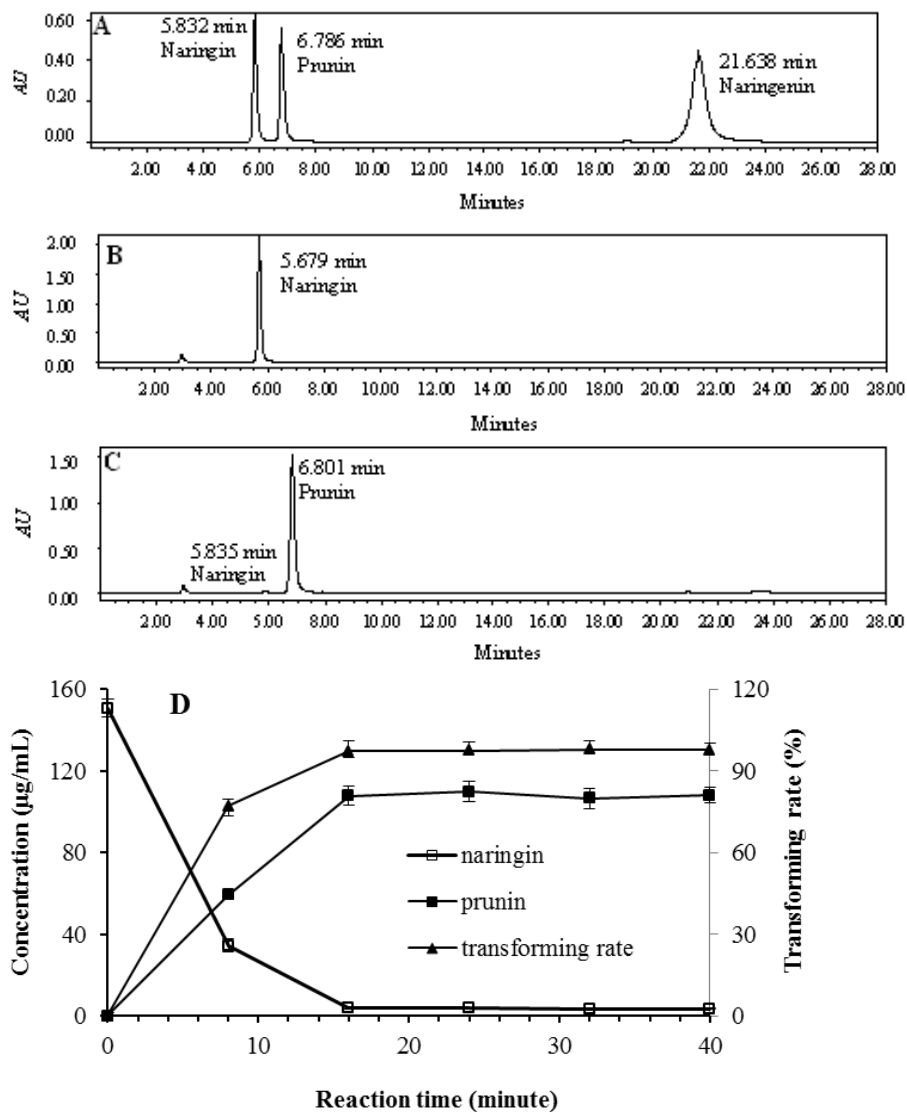 A
5.832 min
Naringin
6.786 min
Prunin
21.638 min
Naringenin
0.60
0.40
0.20
0.00
AU
2.00 4.00 6.00 8.00 10.00 12.00 14.00 16.00 18.00 20.00 22.00 24.00 26.00 28.00
Minutes
B
5.679 min
Naringin
2.00
1.50
1.00
0.50
0.00
AU
2.00 4.00 6.00 8.00 10.00 12.00 14.00 16.00 18.00 20.00 22.00 24.00 26.00 28.00
Minutes
C
6.801 min
Prunin
5.835 min
Naringin
1.50
1.00
0.50
0.00
AU
2.00 4.00 6.00 8.00 10.00 12.00 14.00 16.00 18.00 20.00 22.00 24.00 26.00 28.00
Minutes
D
160
120
80
40
0
Concentration (μg/mL)
120
90
60
30
0
Transforming rate (%)
naringin
prunin
transforming rate
0 10 20 30 40
Reaction time (minute)